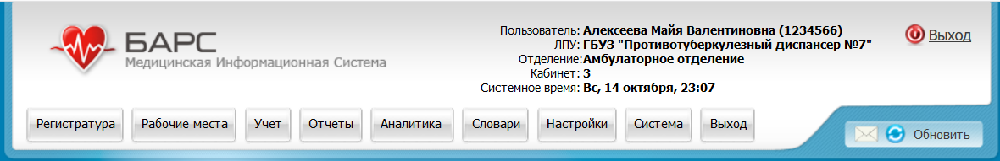 БАРС
Медицинская Информационная Система
Пользователь: Алексеева Майя Валентиновна (1234566)
ЛПУ: ГБУЗ "Противотуберкулезный диспансер №7"
Отделение:Амбулаторное отделение
Кабинет: 3
Системное время: Вс, 14 октября, 23:07
Выход
Регистратура Рабочие места Учет Отчеты Аналитика Словари Настройки Система Выход
Обновить